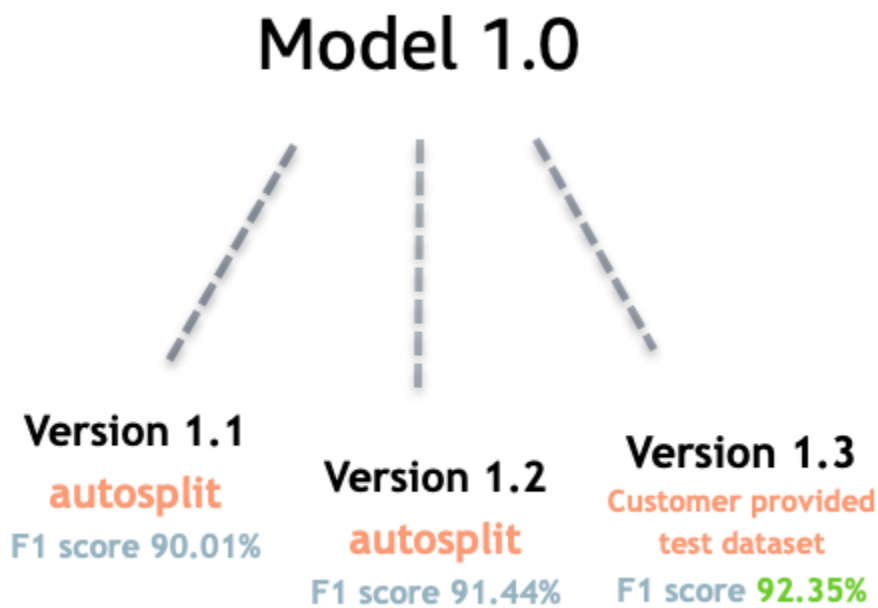 Model 1.0
Version 1.1
autosplit
F1 score 90.01%
Version 1.2
autosplit
F1 score 91.44%
Version 1.3
Customer provided
test dataset
F1 score 92.35%